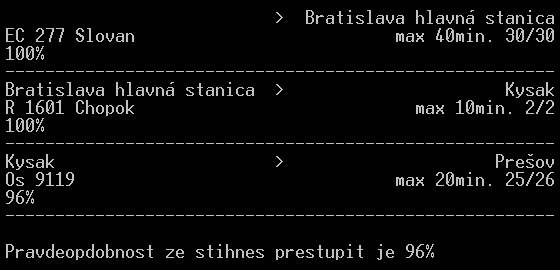 > Bratislava hlavná stanica
EC 277 Slovan max 40min. 30/30
100%
Bratislava hlavná stanica > Kysak
R 1601 Chopok max 10min. 2/2
100%
Kysak > Prešov
Os 9119 max 20min. 25/26
96%
Pravdeopdobnost ze stihnes prestupit je 96%